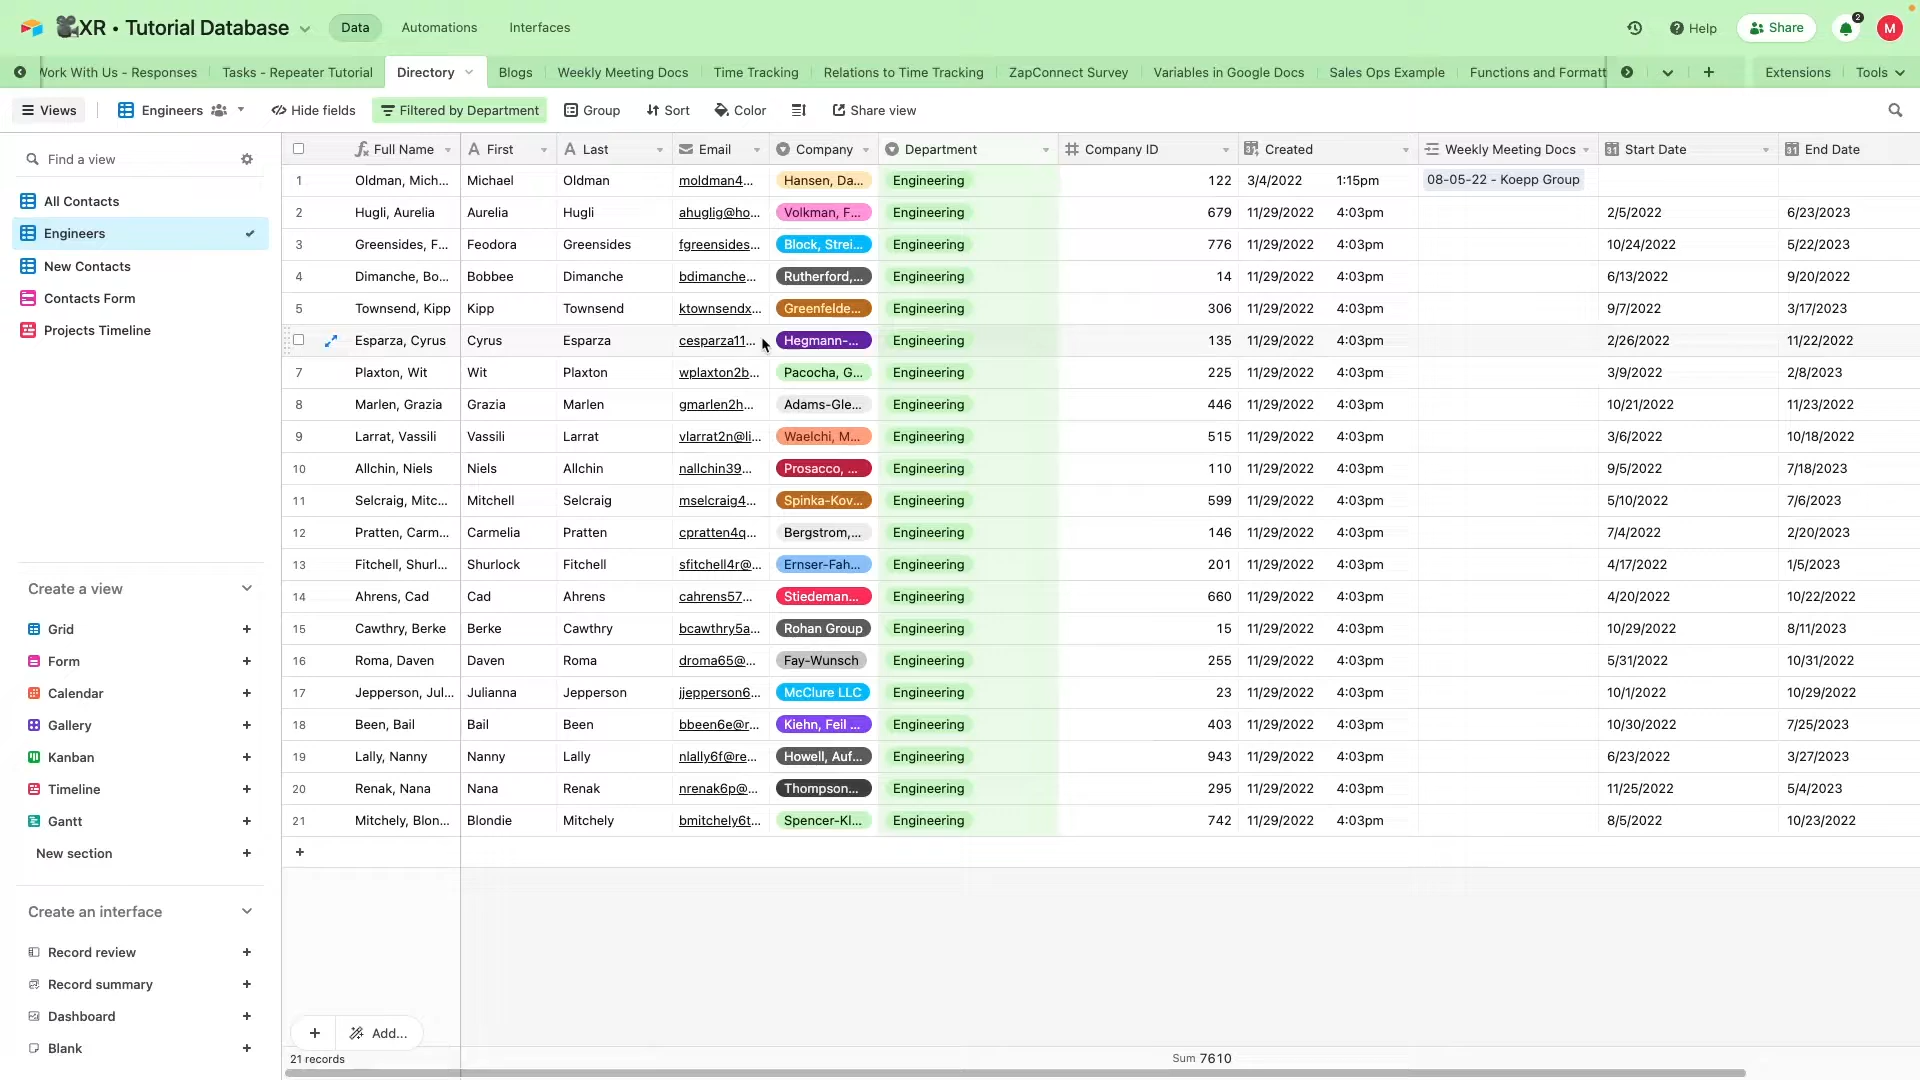 XR • Tutorial Database Data Automations Interfaces Help Share 2 M
Work With Us - Responses Tasks - Repeater Tutorial Directory Blogs Weekly Meeting Docs Time Tracking Relations to Time Tracking ZapConnect Survey Variables in Google Docs Sales Ops Example Functions and Formatt Extensions Tools
Views Engineers Hide fields Filtered by Department Group Sort Color Share view
Find a view
All Contacts
Engineers
New Contacts
Contacts Form
Projects Timeline
Create a view
Grid +
Form +
Calendar +
Gallery +
Kanban +
Timeline +
Gantt +
New section +
Create an interface
Record review +
Record summary +
Dashboard +
Blank +
Full Name First Last Email Company Department Company ID Created Weekly Meeting Docs Start Date End Date
1 Oldman, Mich... Michael Oldman moldman4... Hansen, Da... Engineering 122 3/4/2022 1:15pm 08-05-22 - Koepp Group
2 Hugli, Aurelia Aurelia Hugli ahuglig@ho... Volkman, F... Engineering 679 11/29/2022 4:03pm 2/5/2022 6/23/2023
3 Greensides, F... Feodora Greensides fgreensides... Block, Strei... Engineering 776 11/29/2022 4:03pm 10/24/2022 5/22/2023
4 Dimanche, Bo... Bobbee Dimanche bdimanche... Rutherford,... Engineering 14 11/29/2022 4:03pm 6/13/2022 9/20/2022
5 Townsend, Kipp Kipp Townsend ktownsendx... Greenfelde... Engineering 306 11/29/2022 4:03pm 9/7/2022 3/17/2023
Esparza, Cyrus Cyrus Esparza cesparza11... Hegmann-... Engineering 135 11/29/2022 4:03pm 2/26/2022 11/22/2022
7 Plaxton, Wit Wit Plaxton wplaxton2b... Pacocha, G... Engineering 225 11/29/2022 4:03pm 3/9/2022 2/8/2023
8 Marlen, Grazia Grazia Marlen gmarlen2h... Adams-Gle... Engineering 446 11/29/2022 4:03pm 10/21/2022 11/23/2022
9 Larrat, Vassili Vassili Larrat vlarrat2n@li... Waelchi, M... Engineering 515 11/29/2022 4:03pm 3/6/2022 10/18/2022
10 Allchin, Niels Niels Allchin nallchin39... Prosacco, ... Engineering 110 11/29/2022 4:03pm 9/5/2022 7/18/2023
11 Selcraig, Mitc... Mitchell Selcraig mselcraig4... Spinka-Kov... Engineering 599 11/29/2022 4:03pm 5/10/2022 7/6/2023
12 Pratten, Carm... Carmelia Pratten cpratten4q... Bergstrom,... Engineering 146 11/29/2022 4:03pm 7/4/2022 2/20/2023
13 Fitchell, Shurl... Shurlock Fitchell sfitchell4r@... Ernser-Fah... Engineering 201 11/29/2022 4:03pm 4/17/2022 1/5/2023
14 Ahrens, Cad Cad Ahrens cahrens57... Stiedeman... Engineering 660 11/29/2022 4:03pm 4/20/2022 10/22/2022
15 Cawthry, Berke Berke Cawthry bcawthry5a... Rohan Group Engineering 15 11/29/2022 4:03pm 10/29/2022 8/11/2023
16 Roma, Daven Daven Roma droma65@... Fay-Wunsch Engineering 255 11/29/2022 4:03pm 5/31/2022 10/31/2022
17 Jepperson, Jul... Julianna Jepperson jjepperson6... McClure LLC Engineering 23 11/29/2022 4:03pm 10/1/2022 10/29/2022
18 Been, Bail Bail Been bbeen6e@r... Kiehn, Feil ... Engineering 403 11/29/2022 4:03pm 10/30/2022 7/25/2023
19 Lally, Nanny Nanny Lally nlally6f@re... Howell, Auf... Engineering 943 11/29/2022 4:03pm 6/23/2022 3/27/2023
20 Renak, Nana Nana Renak nrenak6p@... Thompson... Engineering 295 11/29/2022 4:03pm 11/25/2022 5/4/2023
21 Mitchely, Blon... Blondie Mitchely bmitchely6t... Spencer-Kl... Engineering 742 11/29/2022 4:03pm 8/5/2022 10/23/2022
+
+ Add...
21 records Sum 7610